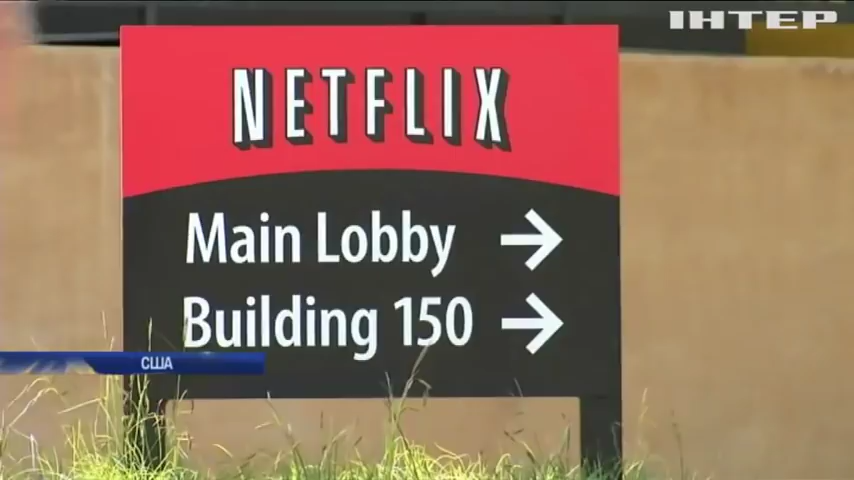 ІНТЕР
NETFLIX
Main Lobby →
Building 150 →
США